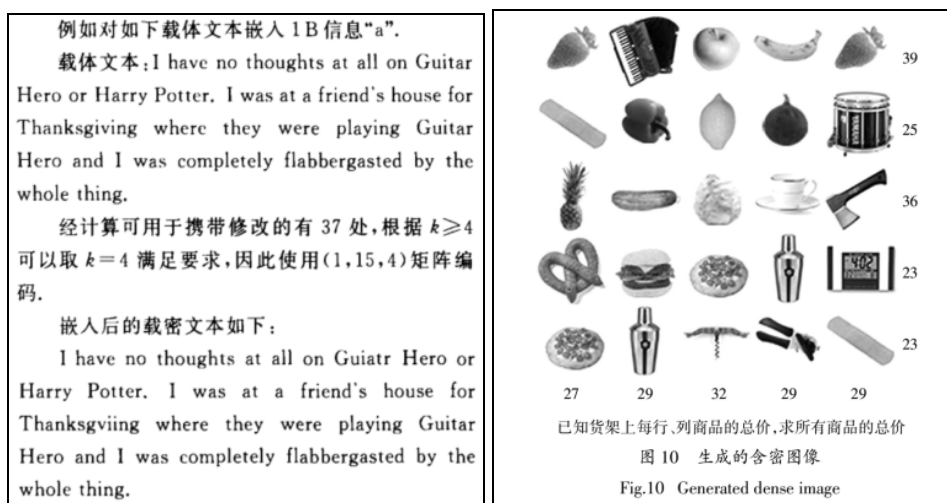 例如对如下载体文本嵌入1B信息“a”.
载体文本:I have no thoughts at all on Guitar
Hero or Harry Potter. I was at a friend's house for
Thanksgiving where they were playing Guitar
Hero and I was completely flabbergasted by the
whole thing.
经计算可用于携带修改的有37处,根据k≥4
可以取k=4满足要求,因此使用(1,15,4)矩阵编
码.
嵌入后的载密文本如下:
I have no thoughts at all on Guiatr Hero or
Harry Potter. I was at a friend's house for
Thanksgviing where they were playing Guitar
Hero and I was completely flabbergasted by the
whole thing.
39
25
YAMAHA
36
4:02
23
23
27 29 32 29 29
已知货架上每行、列商品的总价,求所有商品的总价
图10 生成的含密图像
Fig.10 Generated dense image